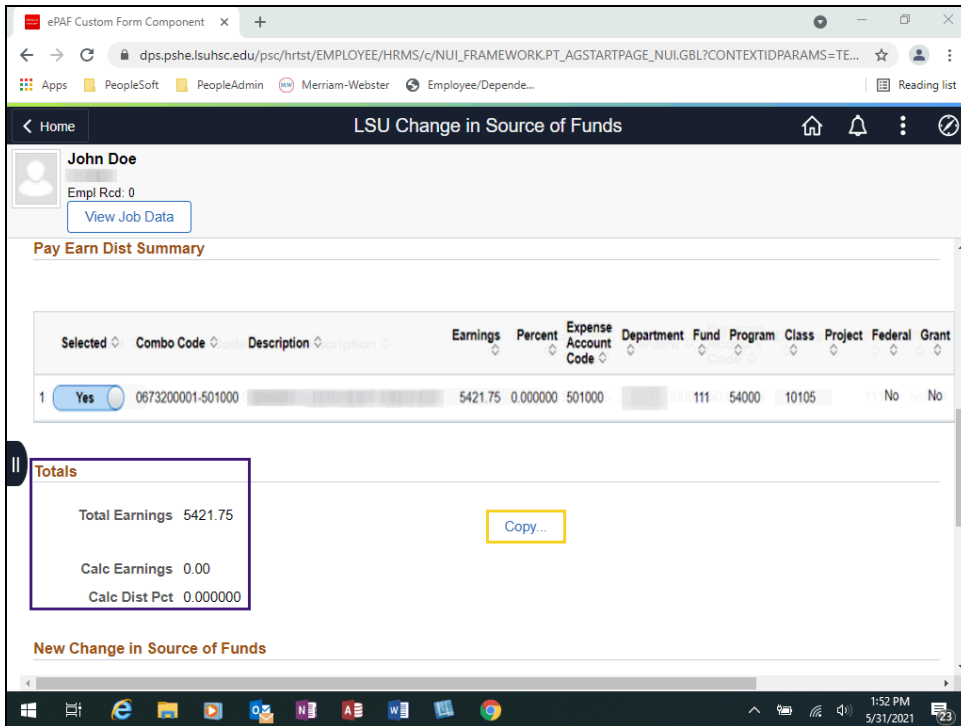 ePAF Custom Form Component
dps.pshe.lsuhsc.edu/psc/hrtst/EMPLOYEE/HRMS/c/NUI_FRAMEWORK.PT_AGSTARTPAGE_NUI.GBL?CONTEXTIDPARAMS=TE...
Apps PeopleSoft PeopleAdmin Merriam-Webster Employee/Depende... Reading list
Home LSU Change in Source of Funds
John Doe
Empl Rcd: 0
View Job Data
Pay Earn Dist Summary
Selected Combo Code Description Earnings Percent Expense Account Code Department Fund Program Class Project Federal Grant
1 Yes 0673200001-501000 5421.75 0.000000 501000 111 54000 10105 No No
Totals
Total Earnings 5421.75
Copy...
Calc Earnings 0.00
Calc Dist Pct 0.000000
New Change in Source of Funds
1:52 PM
5/31/2021
23